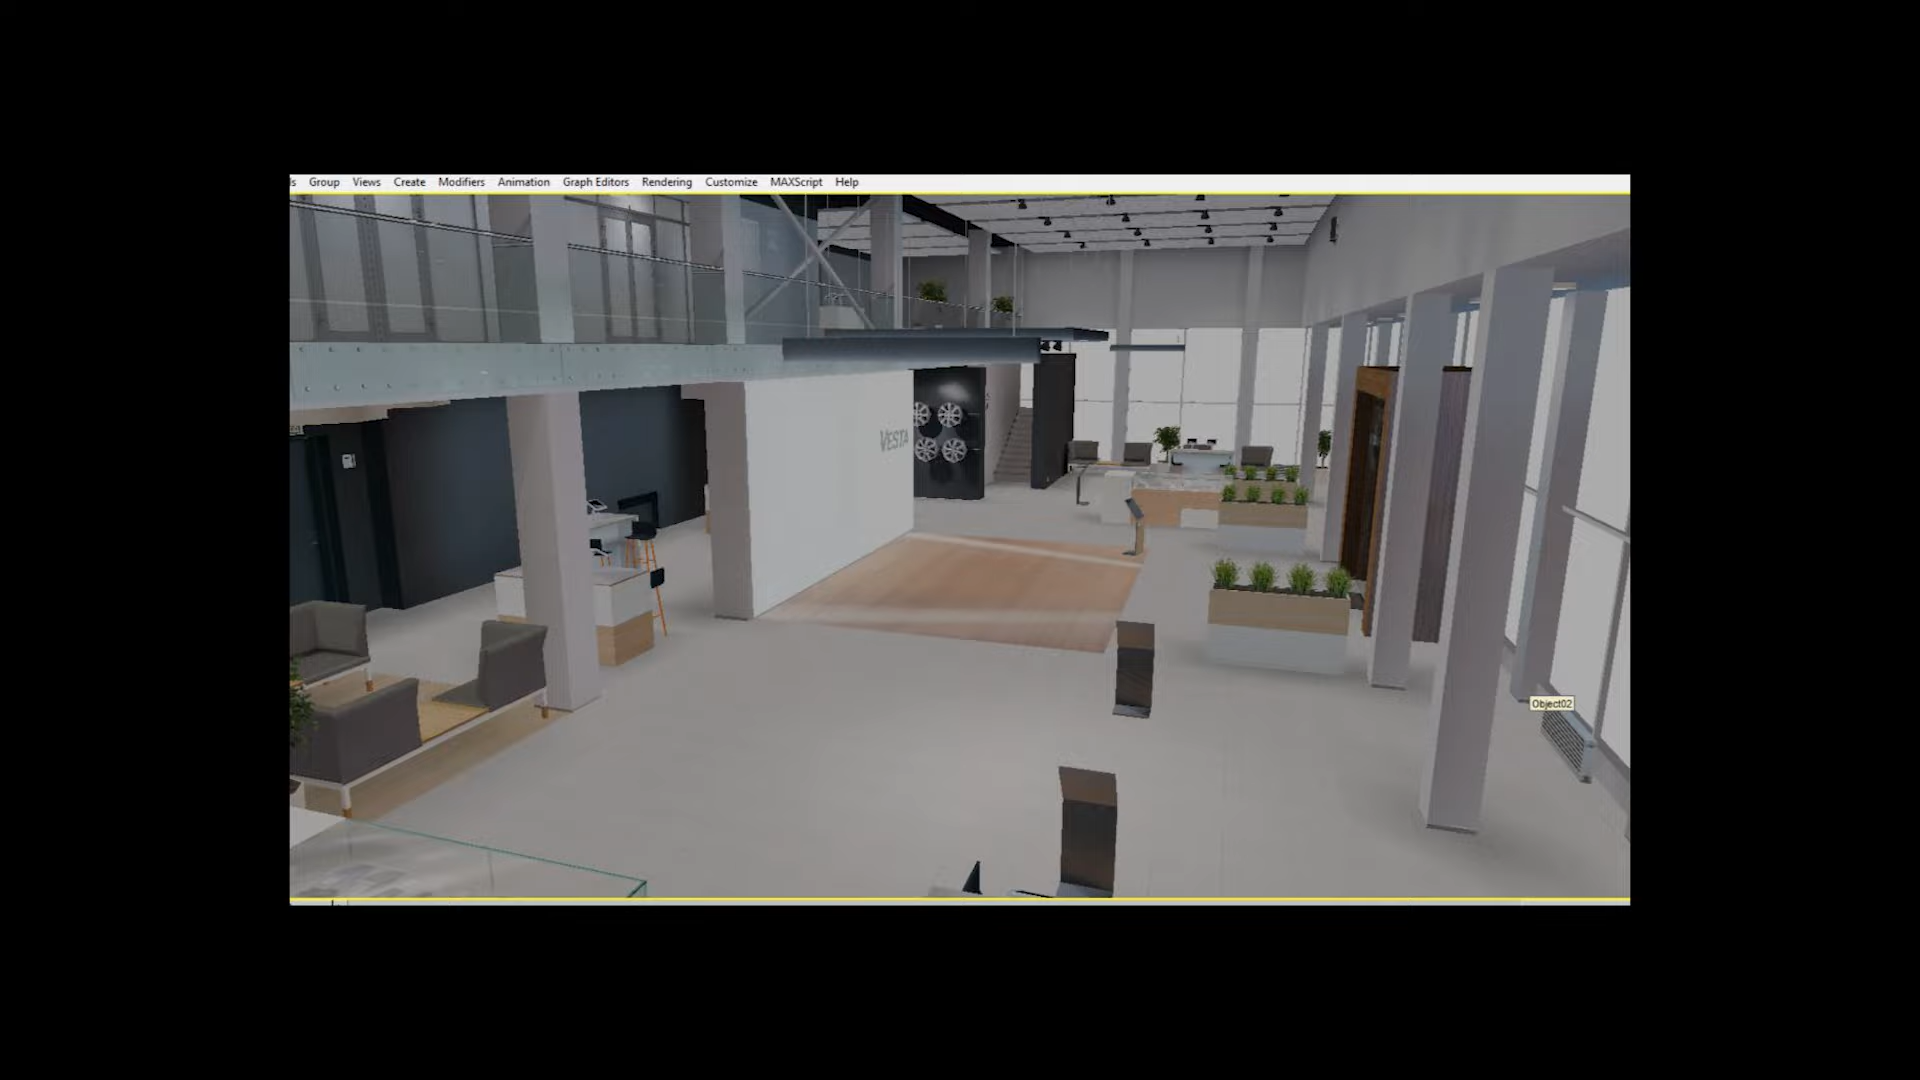 Group Views Create Modifiers Animation Graph Editors Rendering Customize MAXScript Help
VESTA
Object02